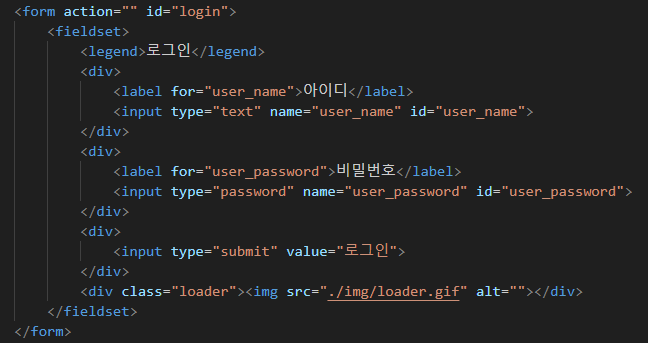 <form action="" id="login">
<fieldset>
<legend>로그인</legend>
<div>
<label for="user_name">아이디</label>
<input type="text" name="user_name" id="user_name">
</div>
<div>
<label for="user_password">비밀번호</label>
<input type="password" name="user_password" id="user_password">
</div>
<div>
<input type="submit" value="로그인">
</div>
<div class="loader"><img src="./img/loader.gif" alt=""></div>
</fieldset>
</form>